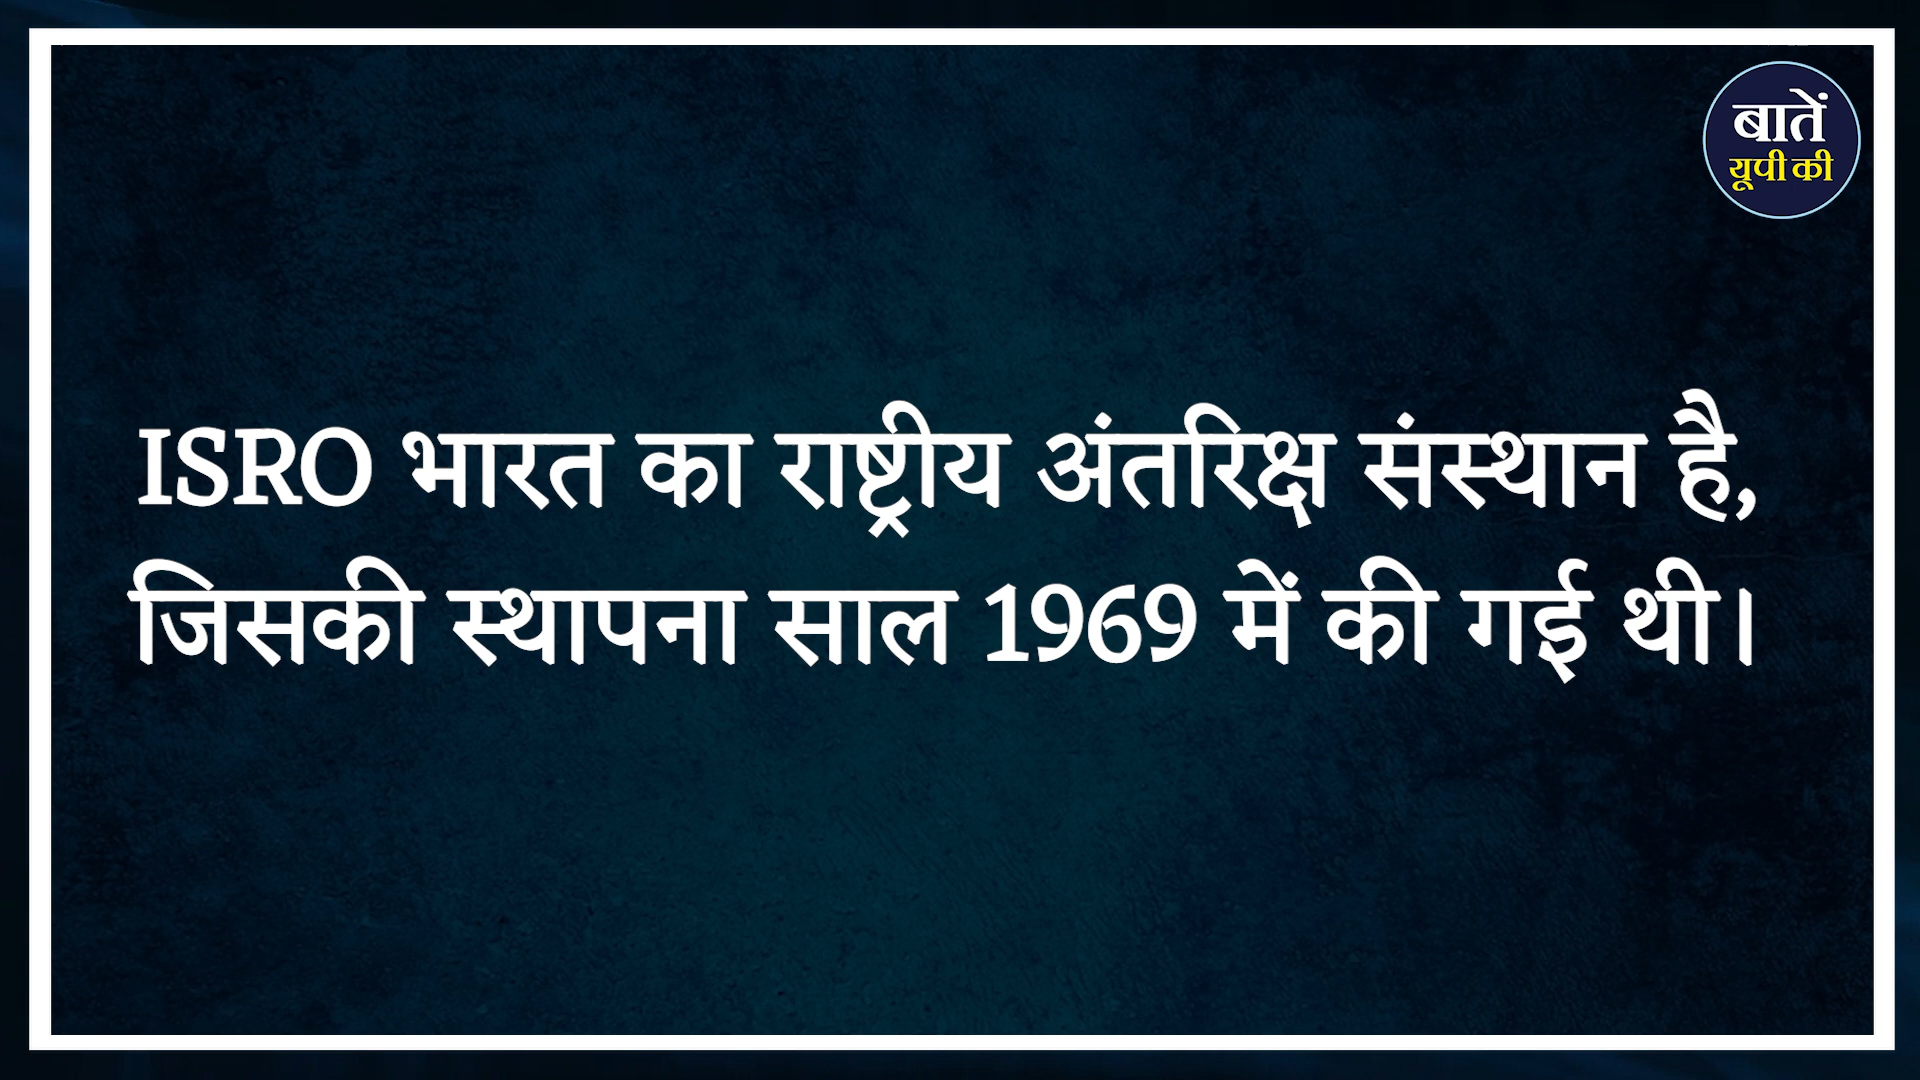 बातें
यूपी की
ISRO भारत का राष्ट्रीय अंतरिक्ष संस्थान है,
जिसकी स्थापना साल 1969 में की गई थी।